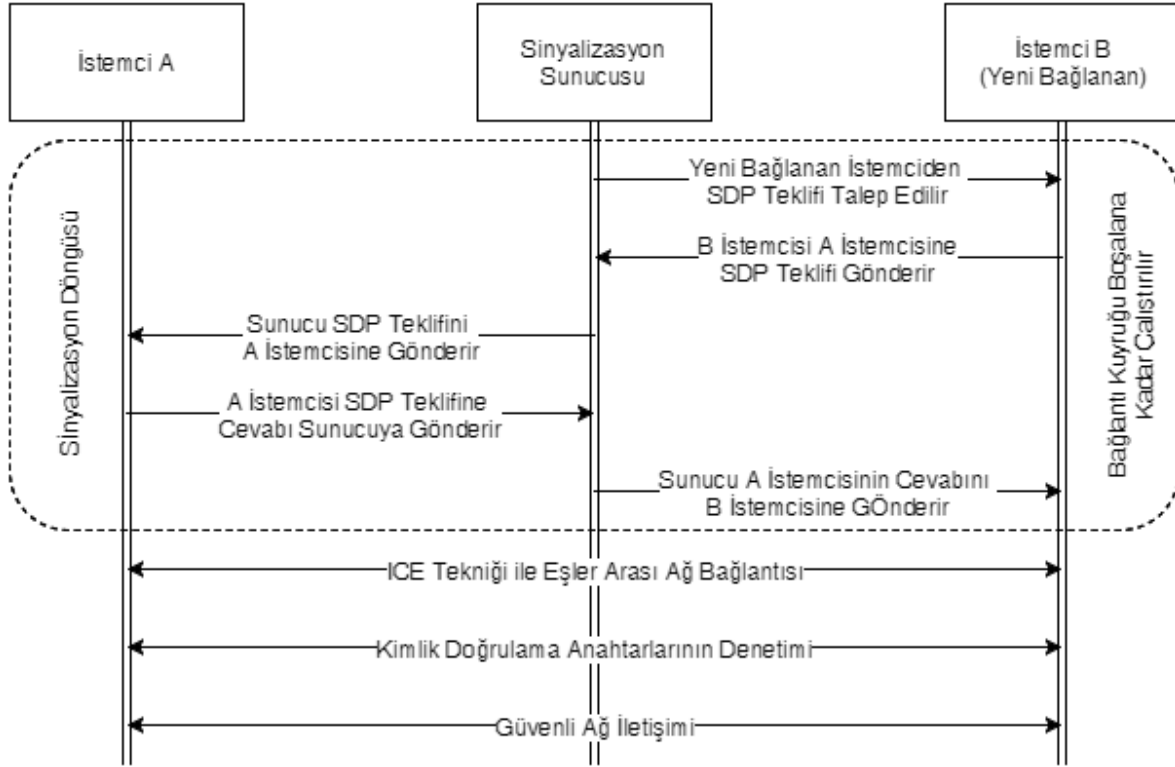 İstemci A
Sinyalizasyon
Sunucusu
İstemci B
(Yeni Bağlanan)
Yeni Bağlanan İstemciden
SDP Teklifi Talep Edilir
B İstemcisi A İstemcisine
SDP Teklifi Gönderir
Sunucu SDP Teklifini
A İstemcisine Gönderir
A İstemcisi SDP Teklifine
Cevabı Sunucuya Gönderir
Sunucu A İstemcisinin Cevabını
B İstemcisine GÖnderir
Sinyalizasyon Döngüsü
Bağlantı Kuyruğu Boşalana
Kadar Çalıştırılır
ICE Tekniği ile Eşler Arası Ağ Bağlantısı
Kimlik Doğrulama Anahtarlarının Denetimi
Güvenli Ağ İletişimi